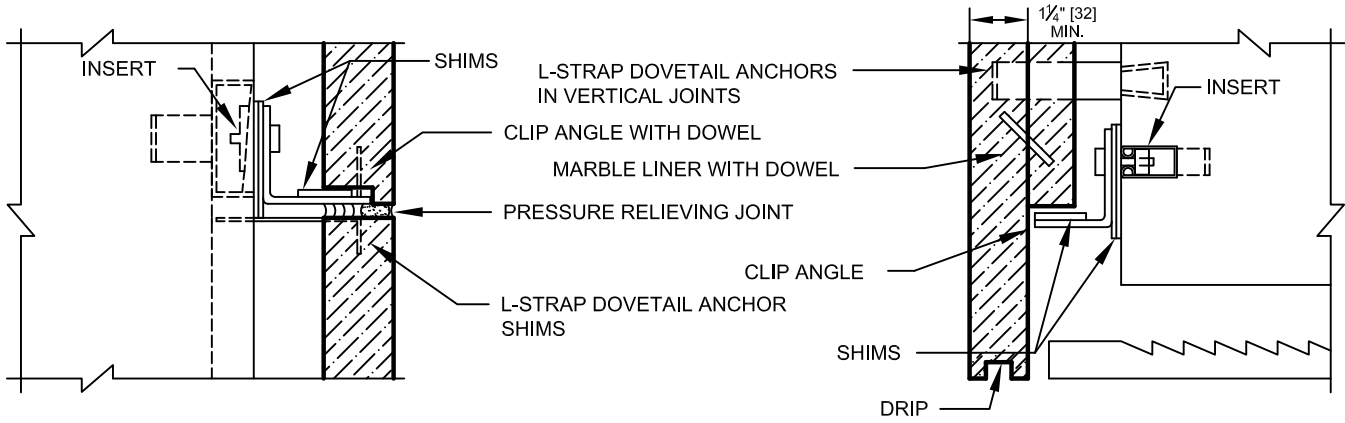 INSERT
SHIMS
CLIP ANGLE WITH DOWEL
PRESSURE RELIEVING JOINT
L-STRAP DOVETAIL ANCHOR
SHIMS
1¼" [32]
MIN.
L-STRAP DOVETAIL ANCHORS
IN VERTICAL JOINTS
INSERT
MARBLE LINER WITH DOWEL
CLIP ANGLE
SHIMS
DRIP